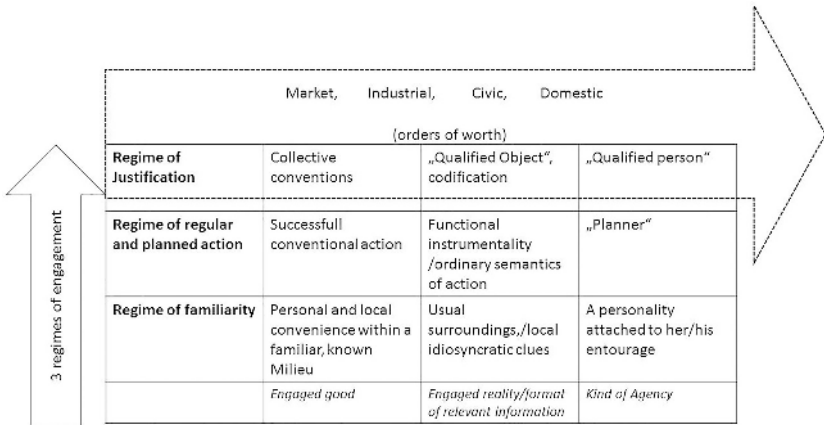 Market, Industrial, Civic, Domestic
(orders of worth)
3 regimes of engagement
Regime of
Justification
Collective
conventions
„Qualified Object“,
codification
„Qualified person“
Regime of regular
and planned action
Successfull
conventional action
Functional
instrumentality
/ordinary semantics
of action
„Planner“
Regime of familiarity
Personal and local
convenience within a
familiar, known
Milieu
Usual
surroundings,/local
idiosyncratic clues
A personality
attached to her/his
entourage
Engaged good
Engaged reality/formal
of relevant information
Kind of Agency